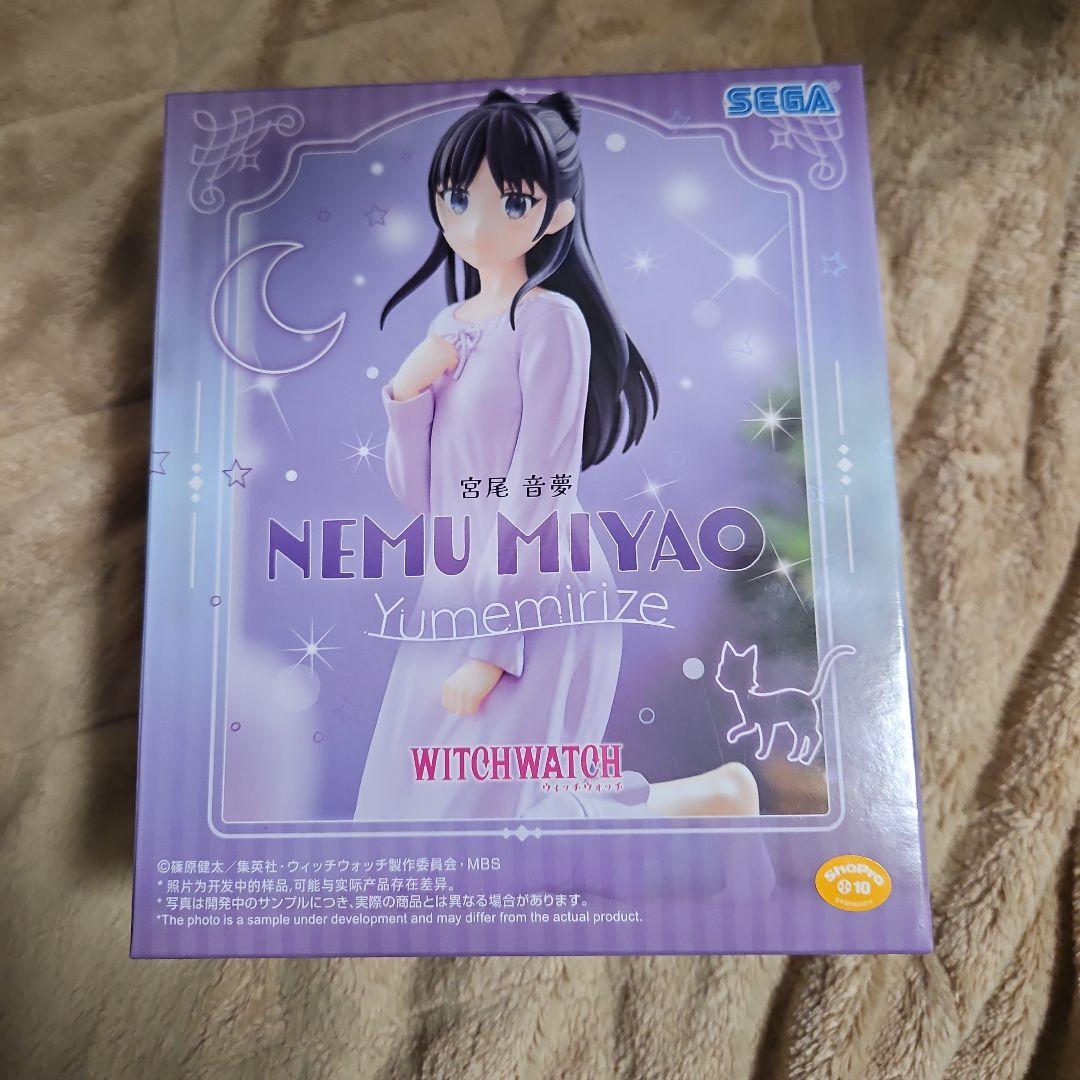 SEGA
宮尾 音夢
NEMU MIYAO
Yumemirize
WITCHWATCH
ウィッチウォッチ
©篠原健太／集英社・ウィッチウォッチ製作委員会・MBS
* 照片为开发中的样品,可能与实际产品存在差异。
* 写真は開発中のサンプルにつき、実際の商品とは異なる場合があります。
*The photo is a sample under development and may differ from the actual product.
ShoPro
10